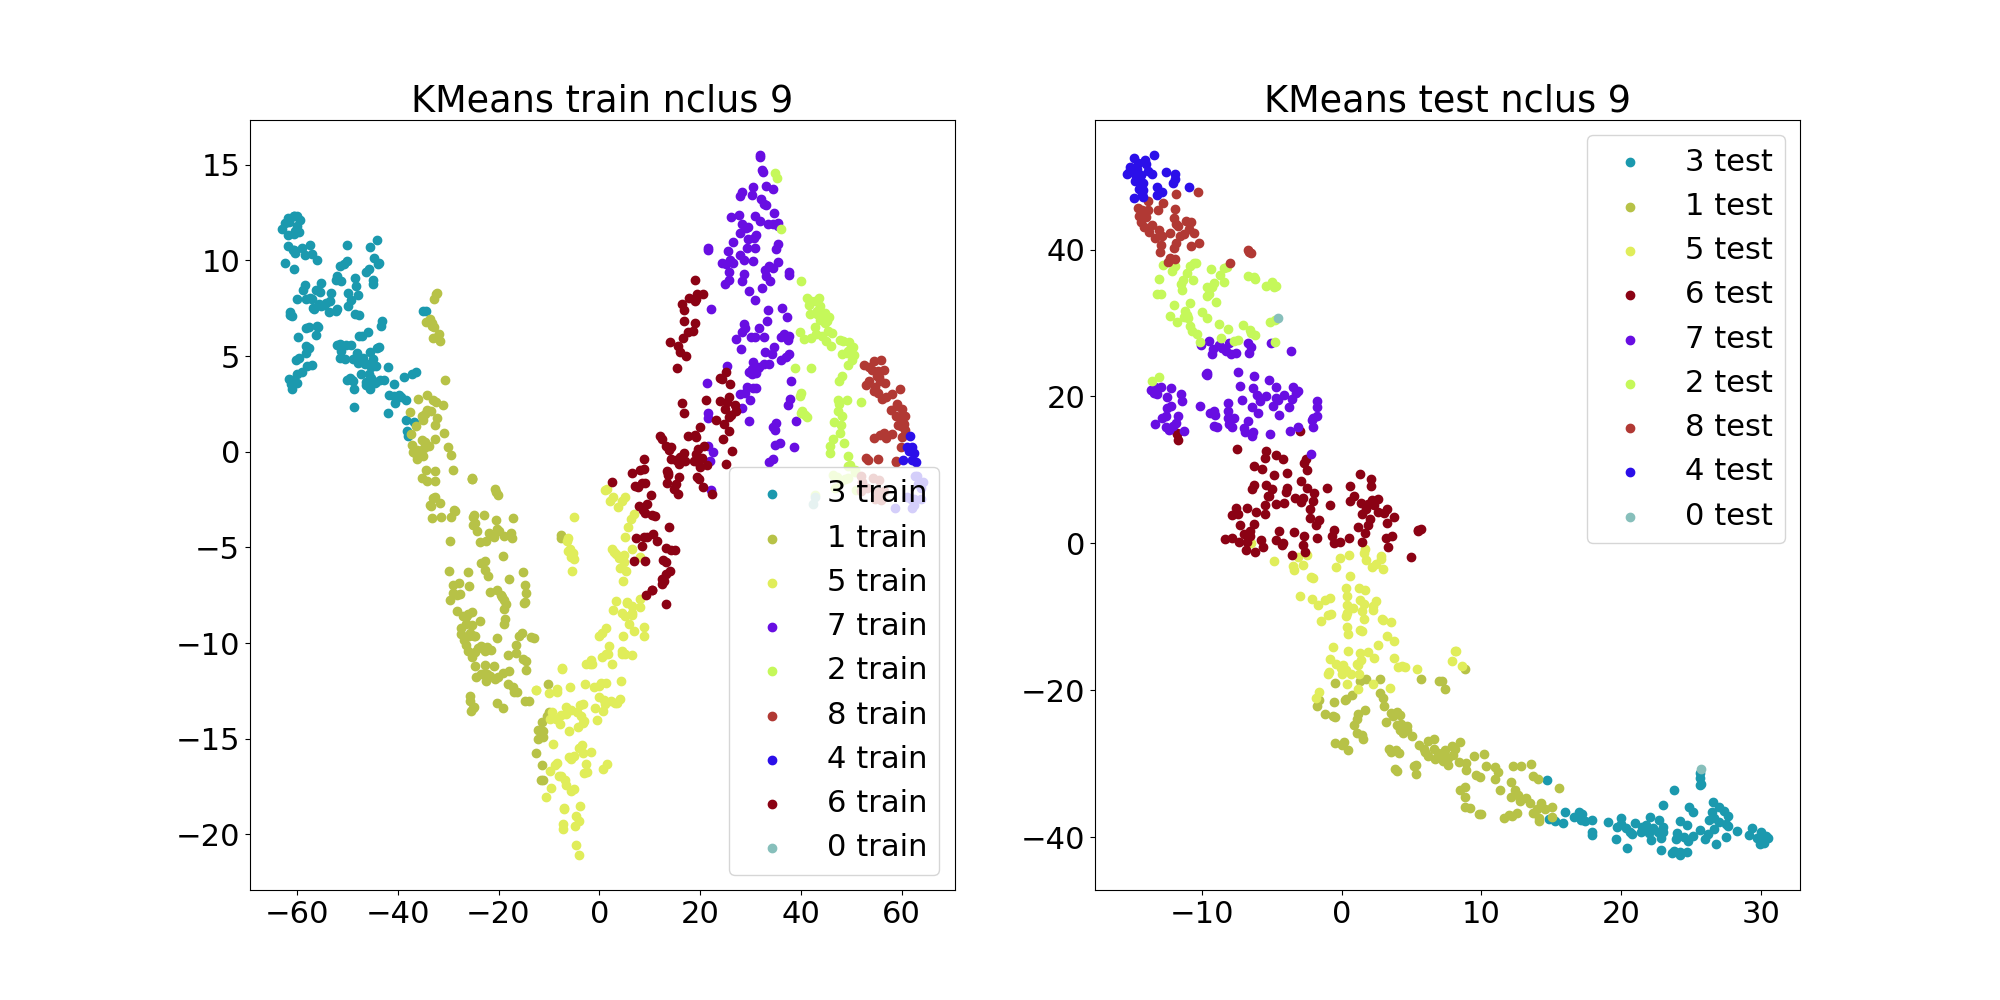 KMeans train nclus 9
15
10
5
0
−5
−10
−15
−20
−60 −40 −20 0 20 40 60
3 train
1 train
5 train
7 train
2 train
8 train
4 train
6 train
0 train
KMeans test nclus 9
40
20
0
−20
−40
−10 0 10 20 30
3 test
1 test
5 test
6 test
7 test
2 test
8 test
4 test
0 test